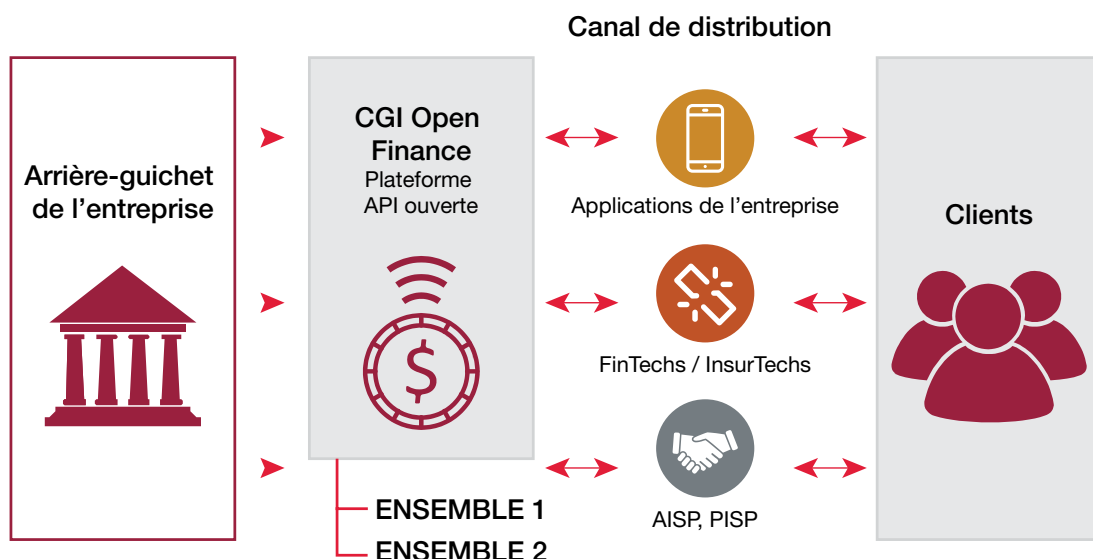 Canal de distribution
Arrière-guichet
de l’entreprise
CGI Open
Finance
Plateforme
API ouverte
$
Applications de l’entreprise
FinTechs / InsurTechs
AISP, PISP
Clients
ENSEMBLE 1
ENSEMBLE 2